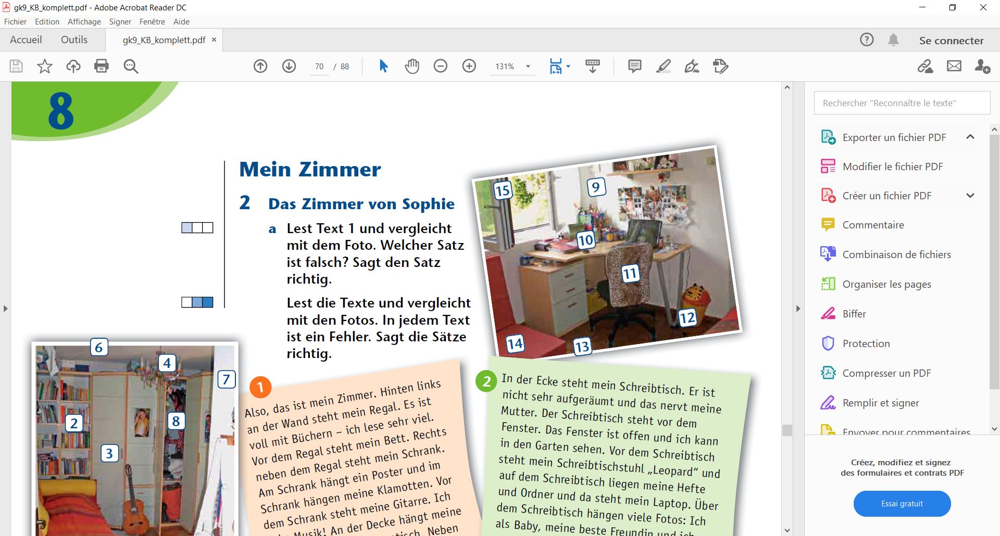 gk9_KB_komplett.pdf - Adobe Acrobat Reader DC
Fichier Edition Affichage Signer Fenêtre Aide
Accueil Outils gk9_KB_komplett.pdf × Se connecter
70 / 88 131%
8
Mein Zimmer
2 Das Zimmer von Sophie
a Lest Text 1 und vergleicht
mit dem Foto. Welcher Satz
ist falsch? Sagt den Satz
richtig.
Lest die Texte und vergleicht
mit den Fotos. In jedem Text
ist ein Fehler. Sagt die Sätze
richtig.
15
9
10
11
12
14
13
6
4
7
2
8
3
1
Also, das ist mein Zimmer. Hinten links
an der Wand steht mein Regal. Es ist
voll mit Büchern – ich lese sehr viel.
Vor dem Regal steht mein Bett. Rechts
neben dem Regal steht mein Schrank.
Am Schrank hängt ein Poster und im
Schrank hängen meine Klamotten. Vor
dem Schrank steht meine Gitarre. Ich
Musik! An der Decke hängt meine
Neben
2
In der Ecke steht mein Schreibtisch. Er ist
nicht sehr aufgeräumt und das nervt meine
Mutter. Der Schreibtisch steht vor dem
Fenster. Das Fenster ist offen und ich kann
in den Garten sehen. Vor dem Schreibtisch
steht mein Schreibtischstuhl „Leopard“ und
auf dem Schreibtisch liegen meine Hefte
und Ordner und da steht mein Laptop. Über
dem Schreibtisch hängen viele Fotos: Ich
als Baby, meine beste Freundin und ich
Rechercher "Reconnaître le texte"
Exporter un fichier PDF
Modifier le fichier PDF
Créer un fichier PDF
Commentaire
Combinaison de fichiers
Organiser les pages
Biffer
Protection
Compresser un PDF
Remplir et signer
Envoyer pour commentaires
Créez, modifiez et signez
des formulaires et contrats PDF
Essai gratuit